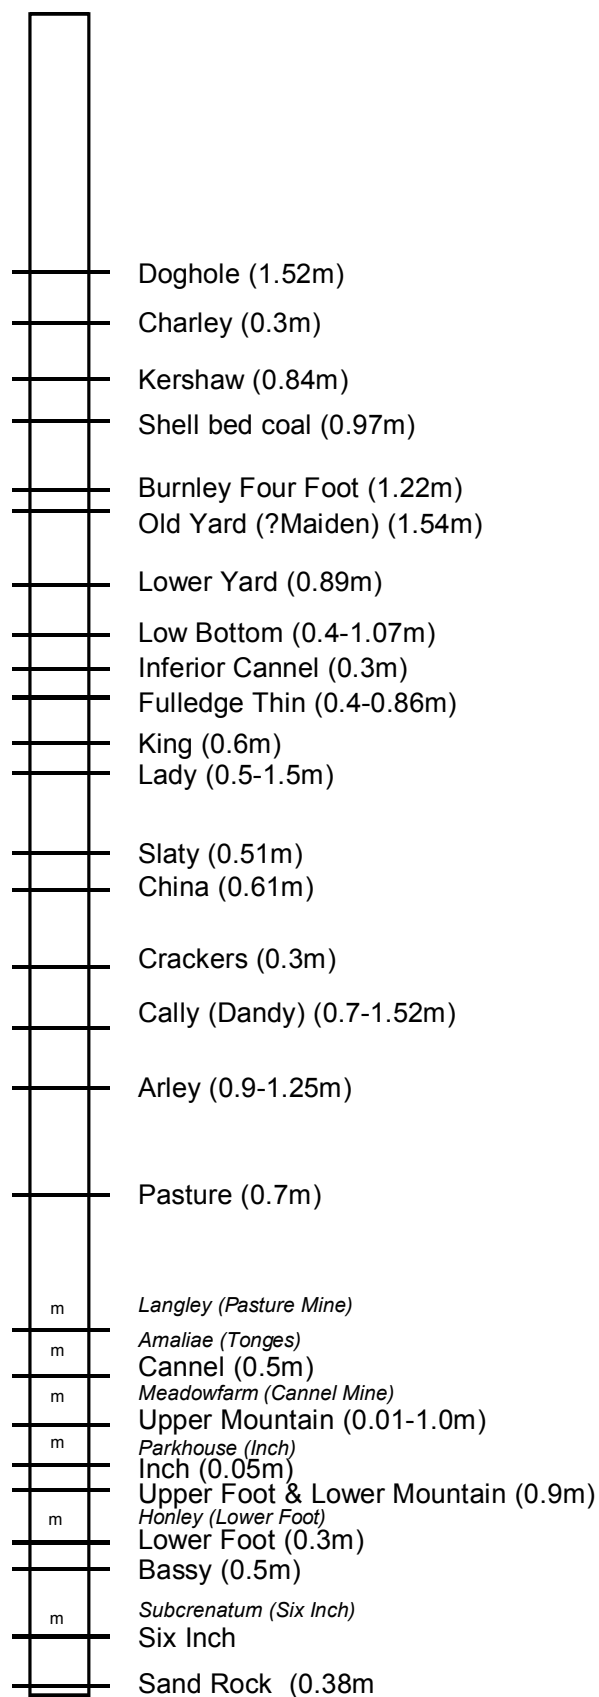 Doghole (1.52m)
Charley (0.3m)
Kershaw (0.84m)
Shell bed coal (0.97m)
Burnley Four Foot (1.22m)
Old Yard (?Maiden) (1.54m)
Lower Yard (0.89m)
Low Bottom (0.4-1.07m)
Inferior Cannel (0.3m)
Fulledge Thin (0.4-0.86m)
King (0.6m)
Lady (0.5-1.5m)
Slaty (0.51m)
China (0.61m)
Crackers (0.3m)
Cally (Dandy) (0.7-1.52m)
Arley (0.9-1.25m)
Pasture (0.7m)
m Langley (Pasture Mine)
m Amaliae (Tonges)
Cannel (0.5m)
m Meadowfarm (Cannel Mine)
Upper Mountain (0.01-1.0m)
m Parkhouse (Inch)
Inch (0.05m)
Upper Foot & Lower Mountain (0.9m)
m Honley (Lower Foot)
Lower Foot (0.3m)
Bassy (0.5m)
m Subcrenatum (Six Inch)
Six Inch
Sand Rock (0.38m